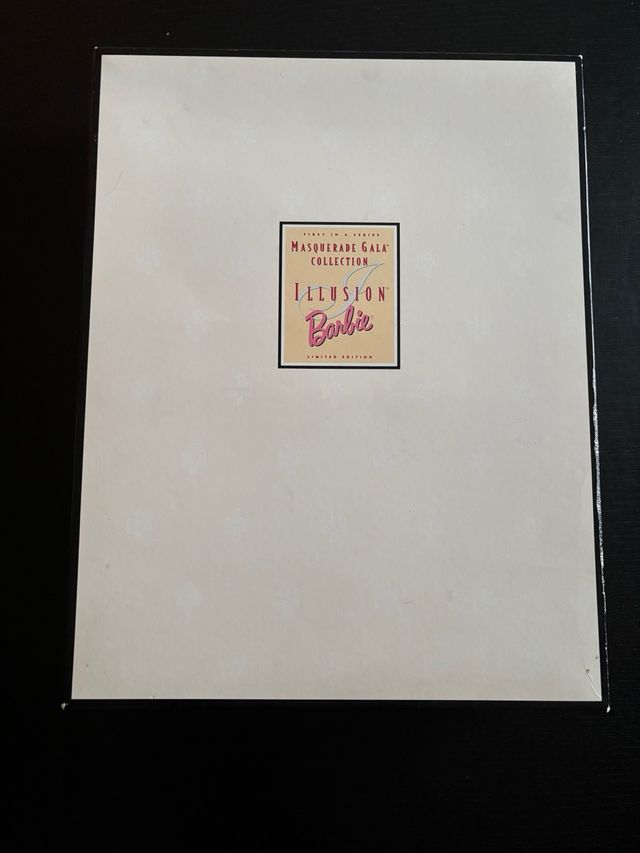 FIRST IN A SERIES
MASQUERADE GALA™
COLLECTION
ILLUSION™
Barbie®
LIMITED EDITION